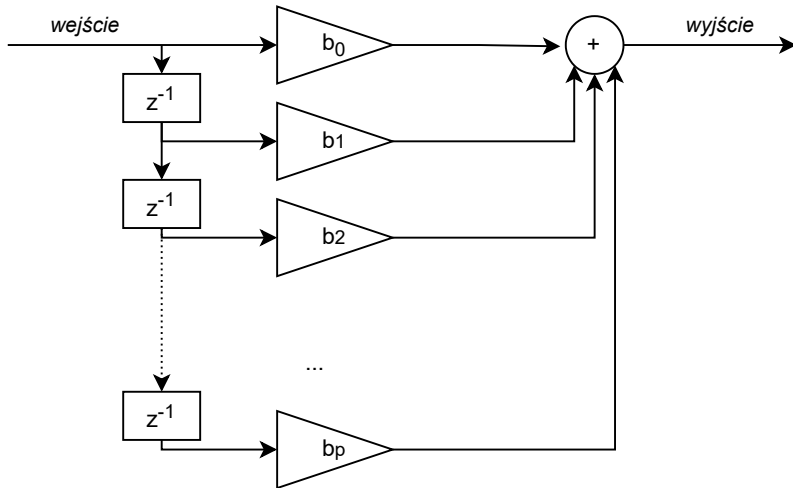 wejście
wyjście
b₀
+
z⁻¹
b1
z⁻¹
b2
...
z⁻¹
bp